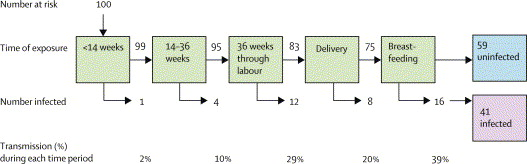 Number at risk 100
Time of exposure <14 weeks 99 14–36 weeks 95 36 weeks through labour 83 Delivery 75 Breast-feeding 59 uninfected
Number infected 1 4 12 8 16 41 infected
Transmission (%)
during each time period 2% 10% 29% 20% 39%